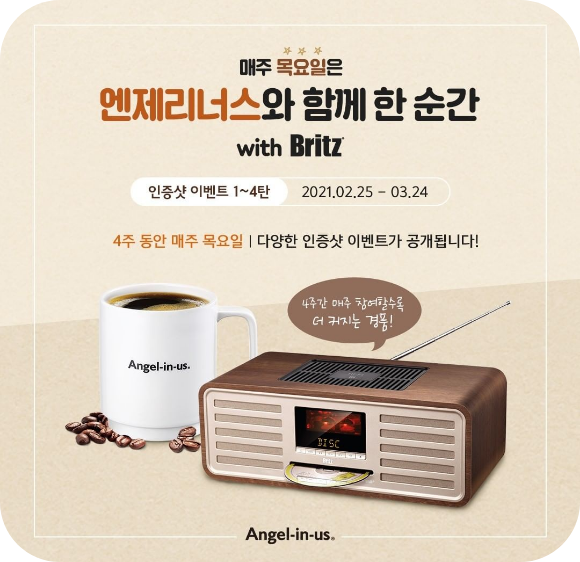 매주 목요일은
엔제리너스와 함께 한 순간
with Britz
인증샷 이벤트 1~4탄 2021.02.25 - 03.24
4주 동안 매주 목요일 | 다양한 인증샷 이벤트가 공개됩니다!
4주간 매주 참여할수록
더 커지는 경품!
Angel-in-us.
DISC
Britz
Angel-in-us.